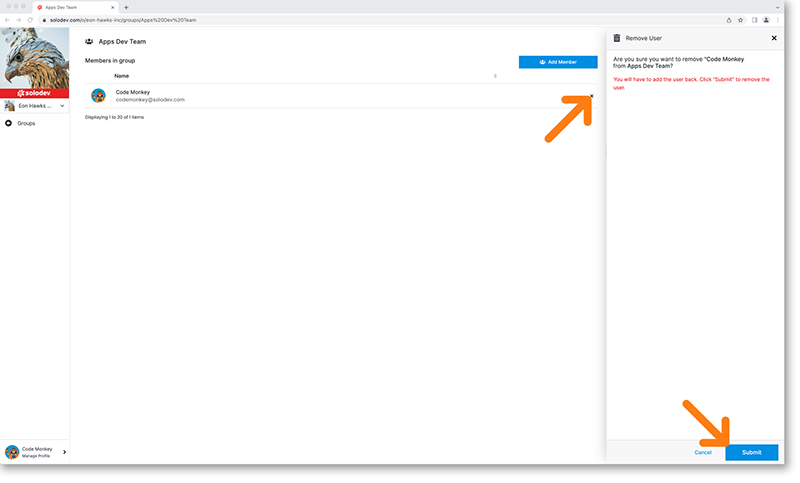 Apps Dev Team
solodev.com/o/eon-hawks-inc/groups/Apps%20Dev%20Team
solodev
Eon Hawks ...
Groups
Apps Dev Team
Members in group
Add Member
Name
Code Monkey
codemonkey@solodev.com
Displaying 1 to 20 of 1 items
Remove User
Are you sure you want to remove "Code Monkey
from Apps Dev Team?
You will have to add the user back. Click "Submit" to remove the
user.
Cancel
Submit
Code Monkey
Manage Profile